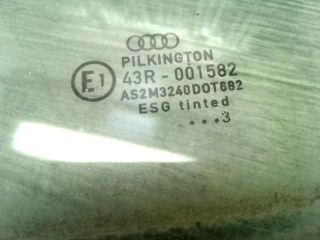 PILKINGTON
E1 43R - 001582
AS2M3240DOT682
ESG tinted
...3